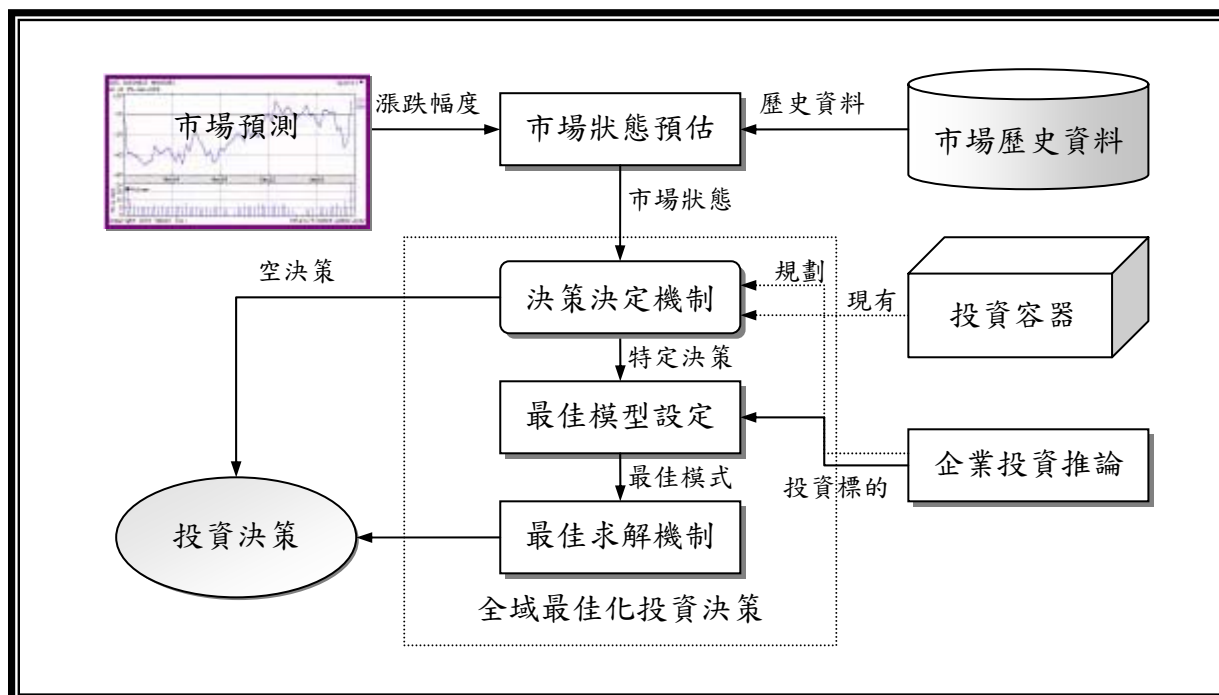 市場預測
漲跌幅度
市場狀態預估
歷史資料
市場歷史資料
市場狀態
空決策
決策決定機制
規劃
現有
投資容器
特定決策
最佳模型設定
企業投資推論
最佳模式
投資標的
投資決策
最佳求解機制
全域最佳化投資決策